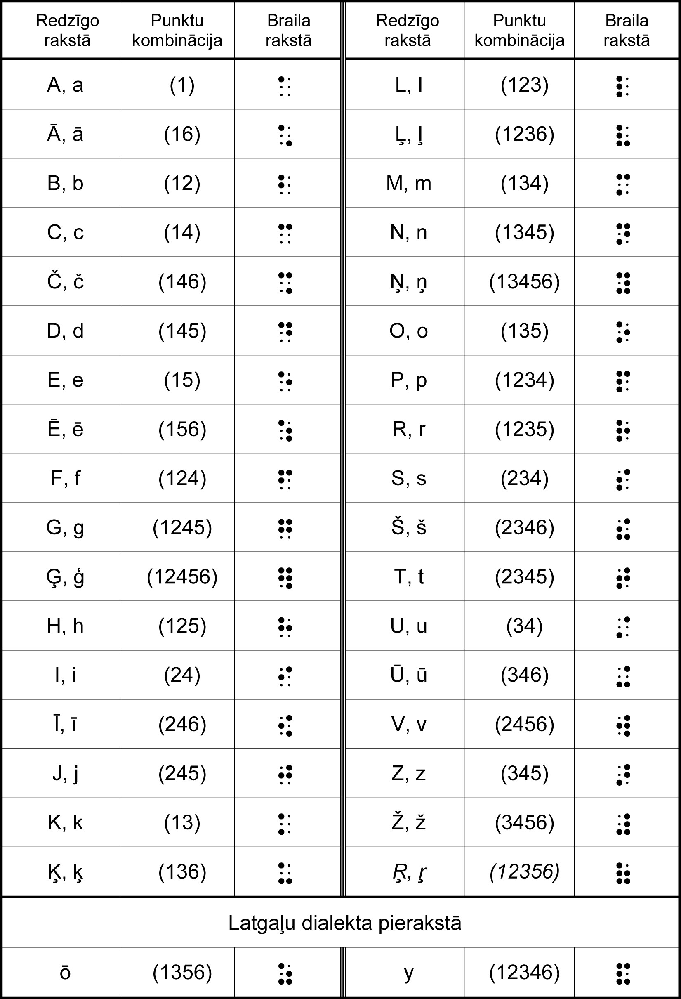 Redzīgo rakstā Punktu kombinācija Braila rakstā Redzīgo rakstā Punktu kombinācija Braila rakstā
A, a (1) ⠁ L, l (123) ⠇
Ā, ā (16) ⠡ Ļ, ļ (1236) ⠧
B, b (12) ⠃ M, m (134) ⠍
C, c (14) ⠉ N, n (1345) ⠝
Č, č (146) ⠩ Ņ, ņ (13456) ⠽
D, d (145) ⠙ O, o (135) ⠕
E, e (15) ⠑ P, p (1234) ⠏
Ē, ē (156) ⠱ R, r (1235) ⠗
F, f (124) ⠋ S, s (234) ⠎
G, g (1245) ⠛ Š, š (2346) ⠮
Ģ, ģ (12456) ⠻ T, t (2345) ⠞
H, h (125) ⠓ U, u (34) ⠌
I, i (24) ⠊ Ū, ū (346) ⠬
Ī, ī (246) ⠪ V, v (2456) ⠺
J, j (245) ⠚ Z, z (345) ⠜
K, k (13) ⠅ Ž, ž (3456) ⠼
Ķ, ķ (136) ⠥ Ŗ, ŗ (12356) ⠷
Latgaļu dialekta pierakstā
ō (1356) ⠵ y (12346) ⠯